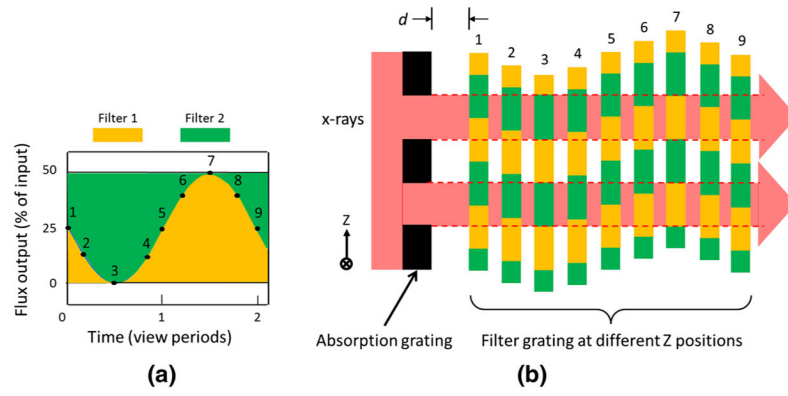 Filter 1 Filter 2
Flux output (% of input)
50
25
0
1 2 3 4 5 6 7 8 9
0 1 2
Time (view periods)
(a)
d
1 2 3 4 5 6 7 8 9
x-rays
Z
Absorption grating
Filter grating at different Z positions
(b)